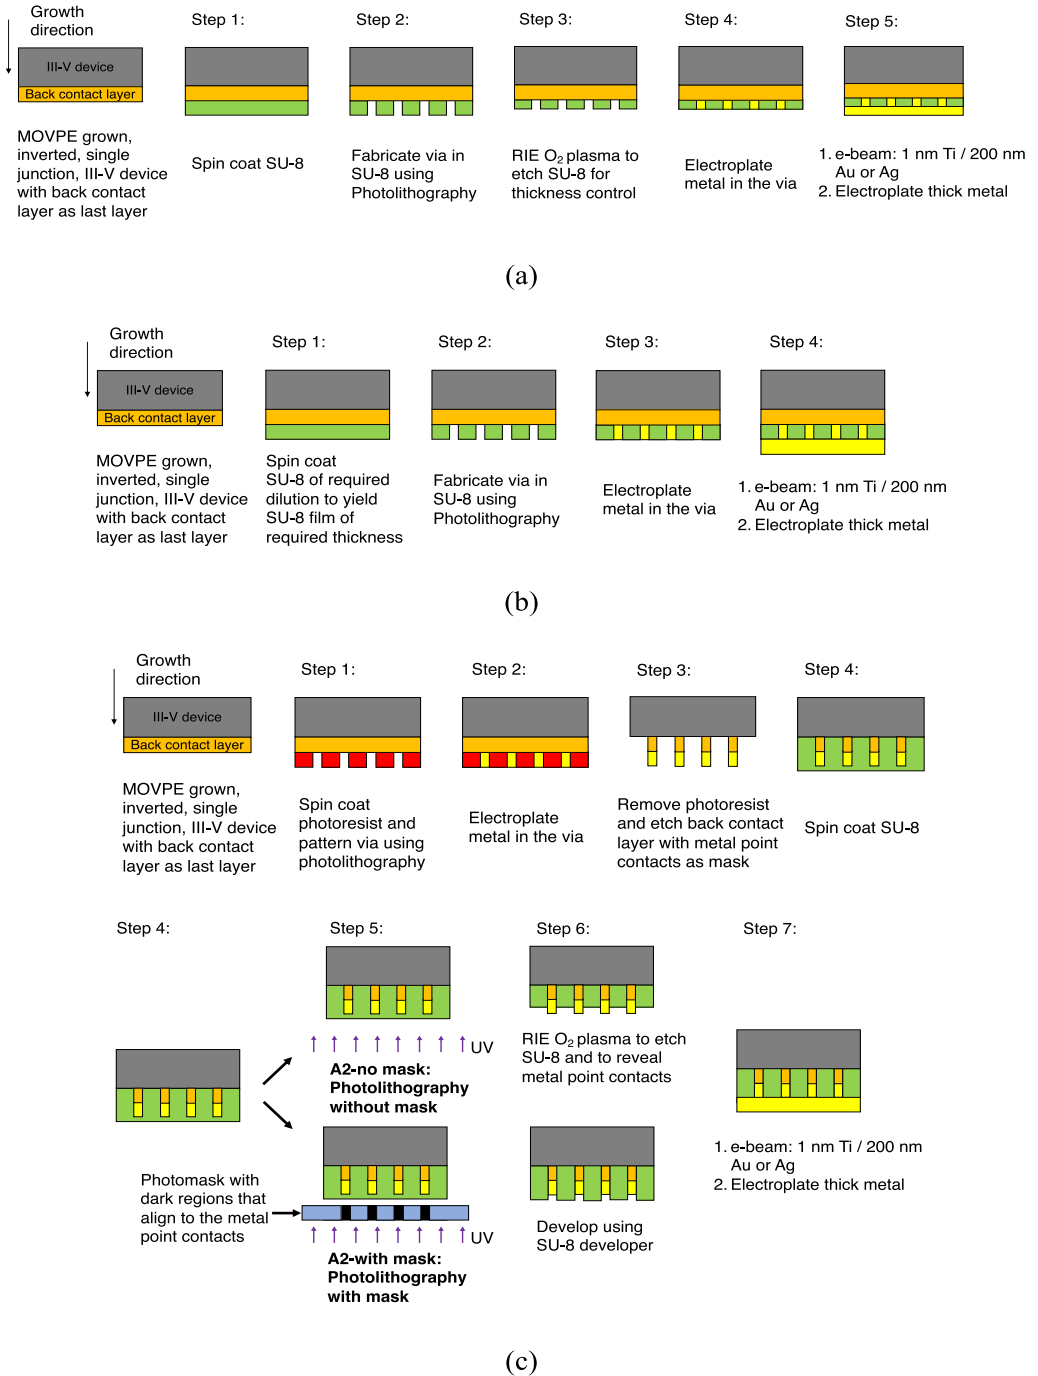 Growth
direction
III-V device
Back contact layer
MOVPE grown,
inverted, single
junction, III-V device
with back contact
layer as last layer
Step 1:
Spin coat SU-8
Step 2:
Fabricate via in
SU-8 using
Photolithography
Step 3:
RIE O₂ plasma to
etch SU-8 for
thickness control
Step 4:
Electroplate
metal in the via
Step 5:
1. e-beam: 1 nm Ti / 200 nm
Au or Ag
2. Electroplate thick metal
(a)
Growth
direction
III-V device
Back contact layer
MOVPE grown,
inverted, single
junction, III-V device
with back contact
layer as last layer
Step 1:
Spin coat
SU-8 of required
dilution to yield
SU-8 film of
required thickness
Step 2:
Fabricate via in
SU-8 using
Photolithography
Step 3:
Electroplate
metal in the via
Step 4:
1. e-beam: 1 nm Ti / 200 nm
Au or Ag
2. Electroplate thick metal
(b)
Growth
direction
III-V device
Back contact layer
MOVPE grown,
inverted, single
junction, III-V device
with back contact
layer as last layer
Step 1:
Spin coat
photoresist and
pattern via using
photolithography
Step 2:
Electroplate
metal in the via
Step 3:
Remove photoresist
and etch back contact
layer with metal point
contacts as mask
Step 4:
Spin coat SU-8
Step 4:
Step 5:
UV
A2-no mask:
Photolithography
without mask
Photomask with
dark regions that
align to the metal
point contacts
UV
A2-with mask:
Photolithography
with mask
Step 6:
RIE O₂ plasma to etch
SU-8 and to reveal
metal point contacts
Develop using
SU-8 developer
Step 7:
1. e-beam: 1 nm Ti / 200 nm
Au or Ag
2. Electroplate thick metal
(c)